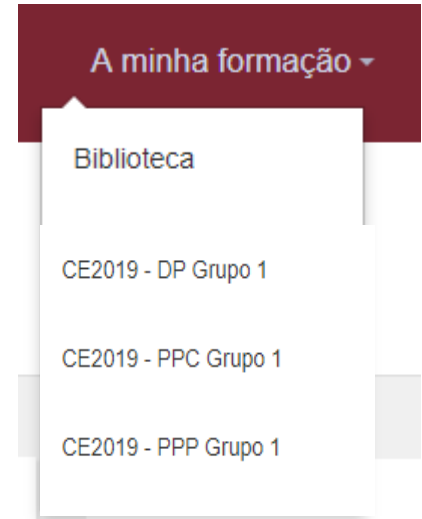 A minha formação
Biblioteca
CE2019 - DP Grupo 1
CE2019 - PPC Grupo 1
CE2019 - PPP Grupo 1